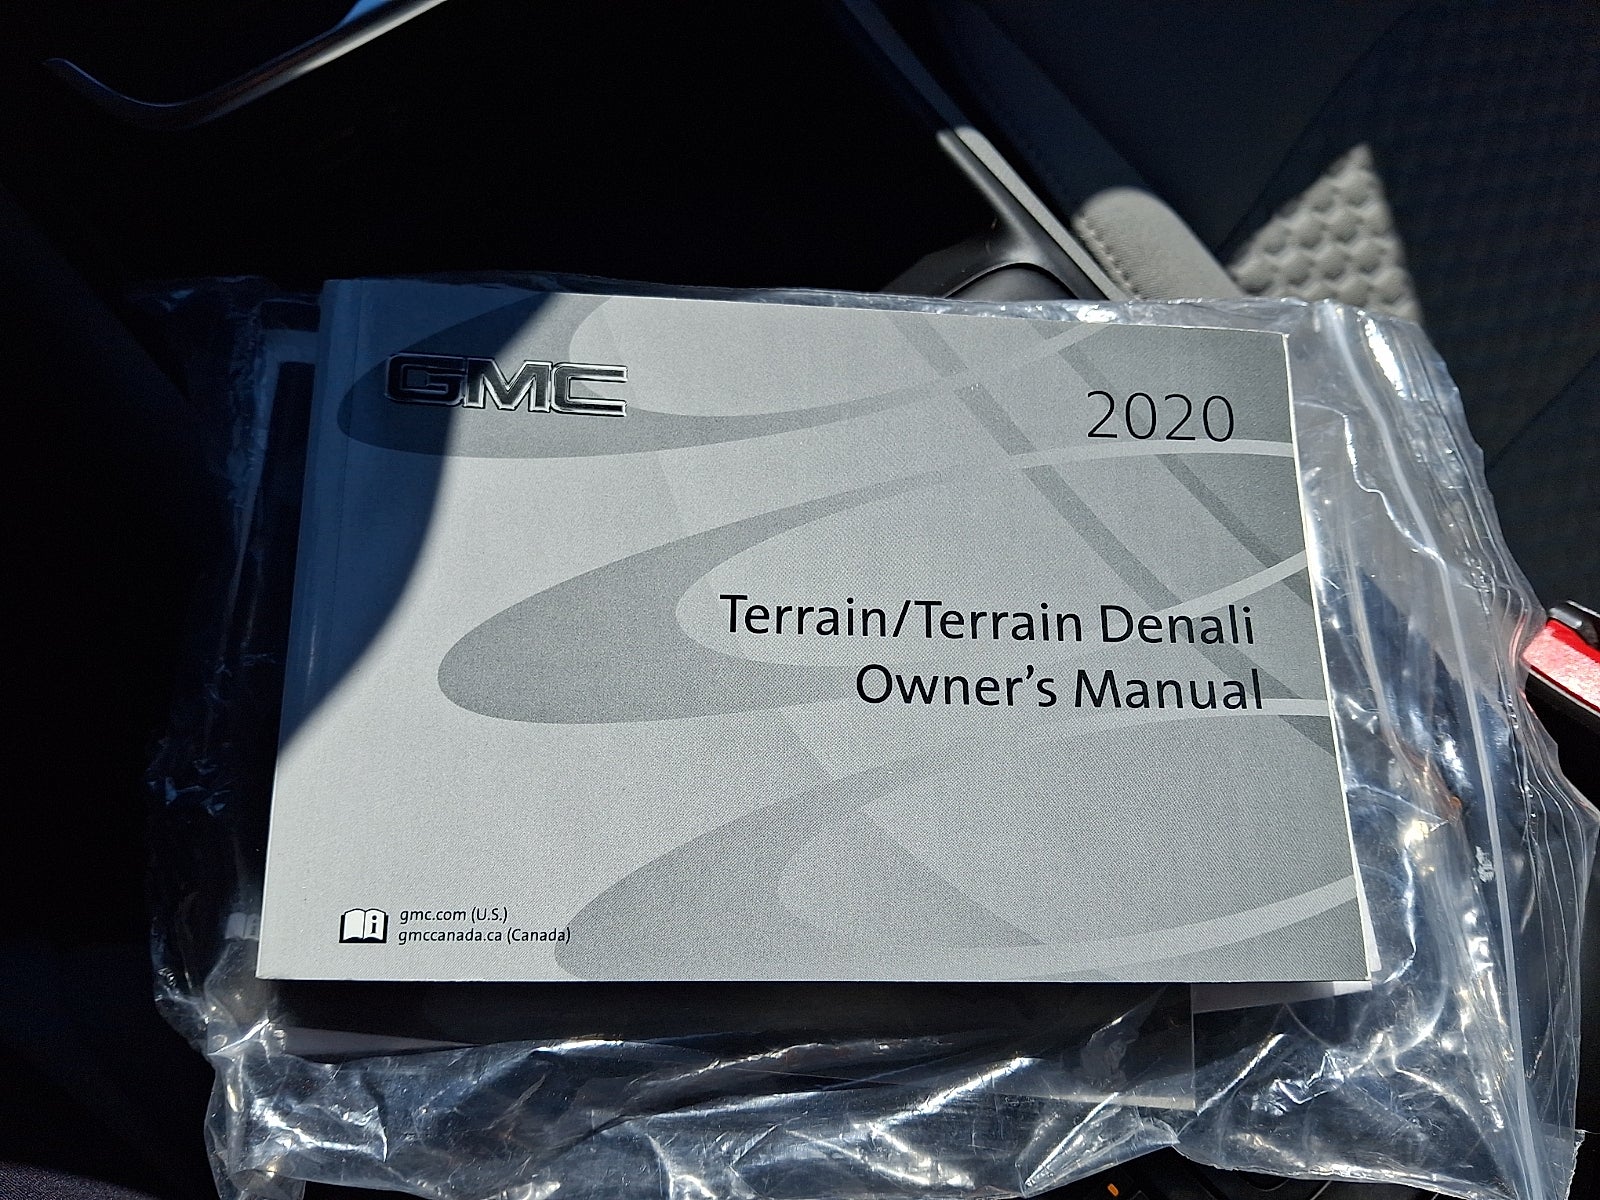 GMC
2020
Terrain/Terrain Denali
Owner's Manual
gmc.com (U.S.)
gmccanada.ca (Canada)